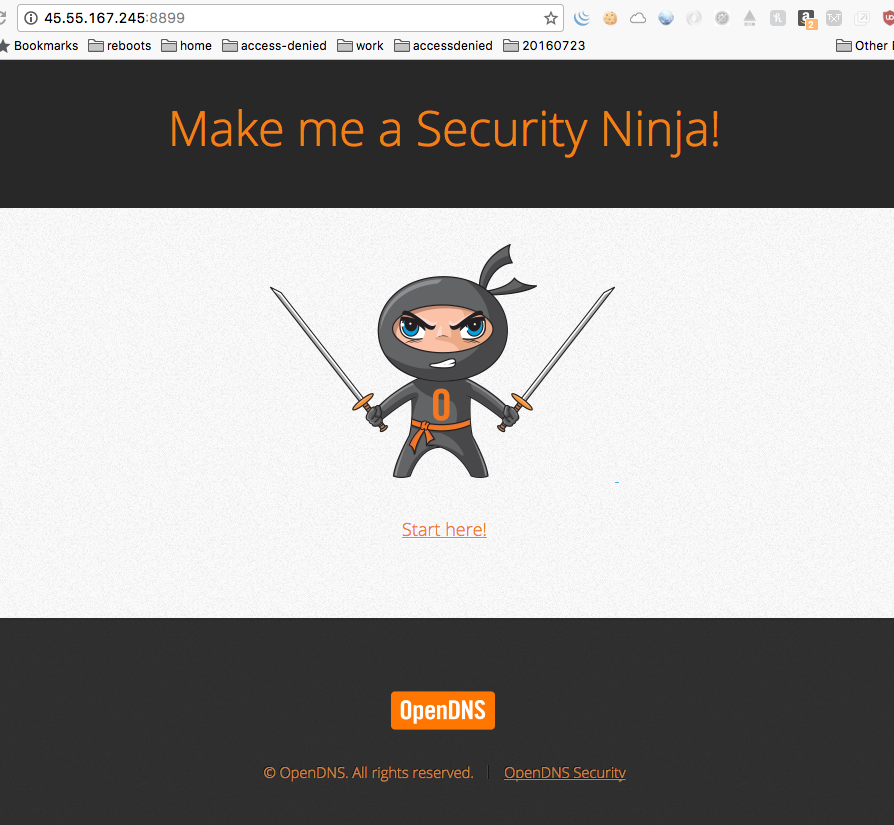 45.55.167.245:8899
Bookmarks reboots home access-denied work accessdenied 20160723 Other
Make me a Security Ninja!
0
Start here!
OpenDNS
© OpenDNS. All rights reserved. | OpenDNS Security